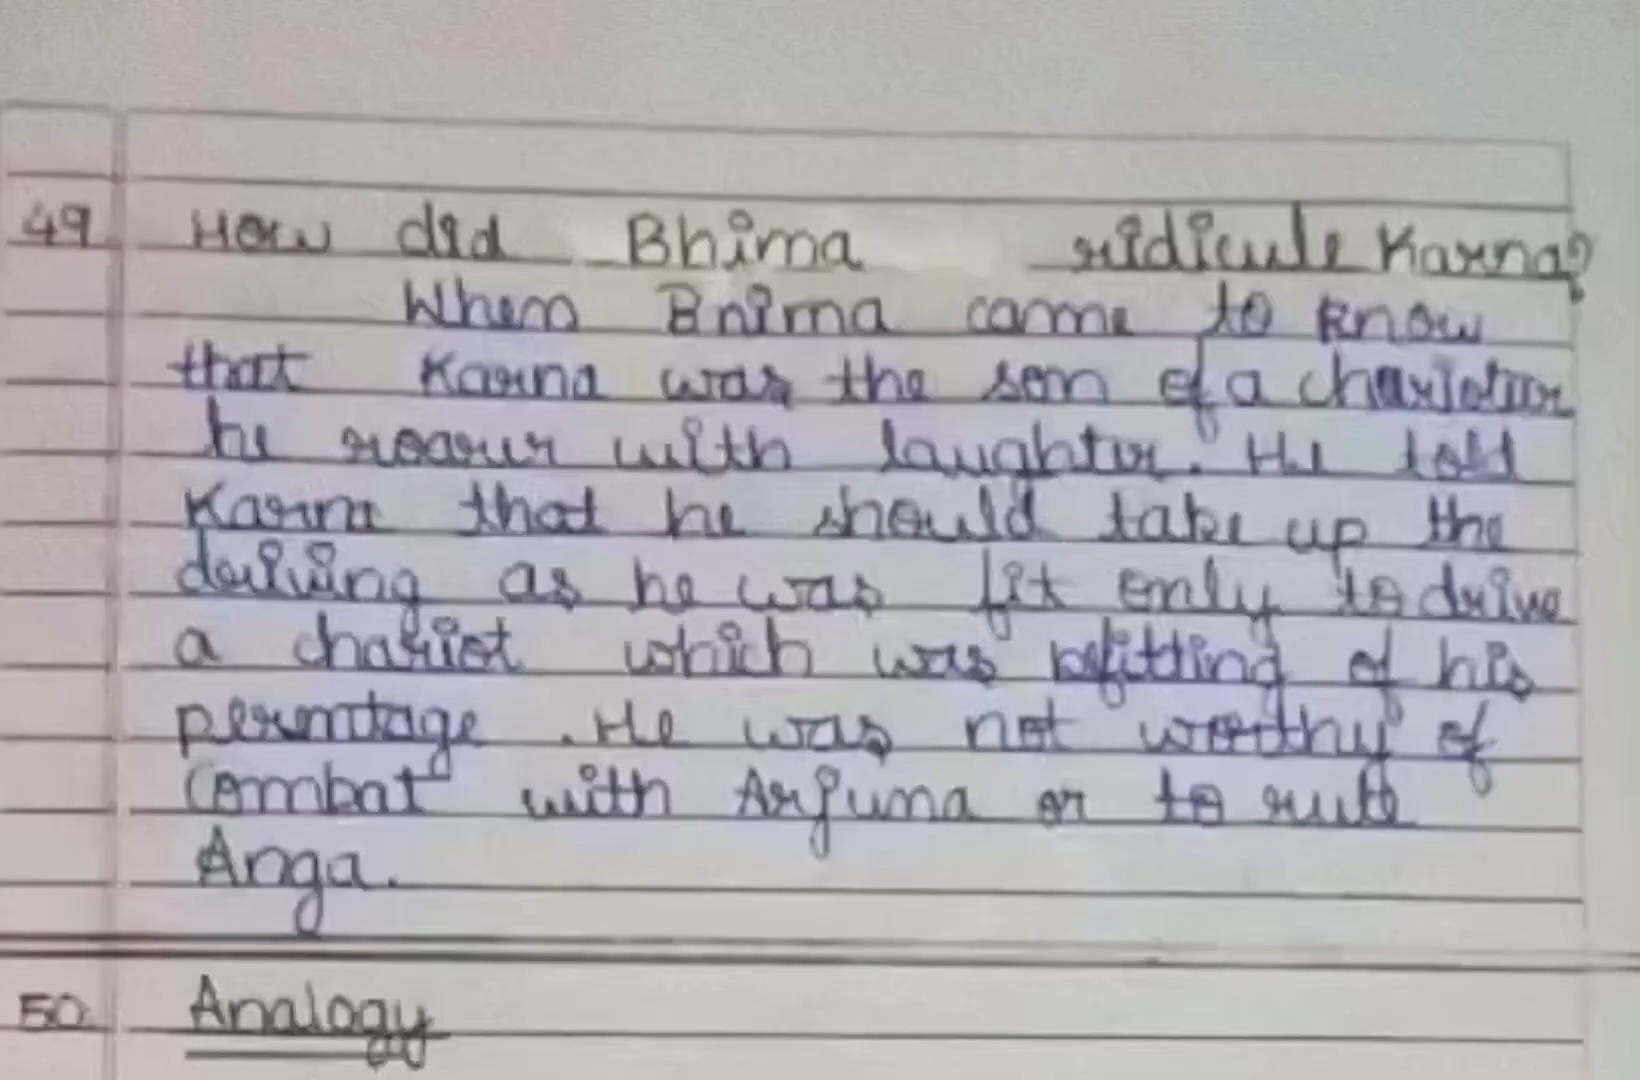 49. How did Bhima ridicule Karna?
When Bhima came to know
that Karna was the son of a charioteer
he roarer with laughter. He told
Karna that he should take up the
driving as he was fit only to drive
a chariot which was befitting of his
perentage. He was not worthy of
combat with Arjuna or to rule
Anga.
50. Analogy